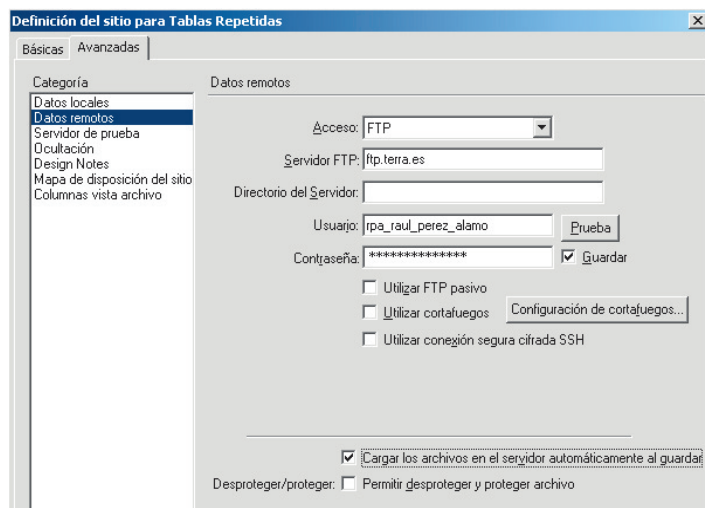 Definición del sitio para Tablas Repetidas
Básicas Avanzadas
Categoría
Datos locales
Datos remotos
Servidor de prueba
Ocultación
Design Notes
Mapa de disposición del sitio
Columnas vista archivo
Datos remotos
Acceso: FTP
Servidor FTP: ftp.terra.es
Directorio del Servidor:
Usuario: rpa_raul_perez_alamo Prueba
Contraseña: ************** Guardar
Utilizar FTP pasivo
Utilizar cortafuegos Configuración de cortafuegos...
Utilizar conexión segura cifrada SSH
Cargar los archivos en el servidor automáticamente al guardar
Desproteger/proteger: Permitir desproteger y proteger archivo